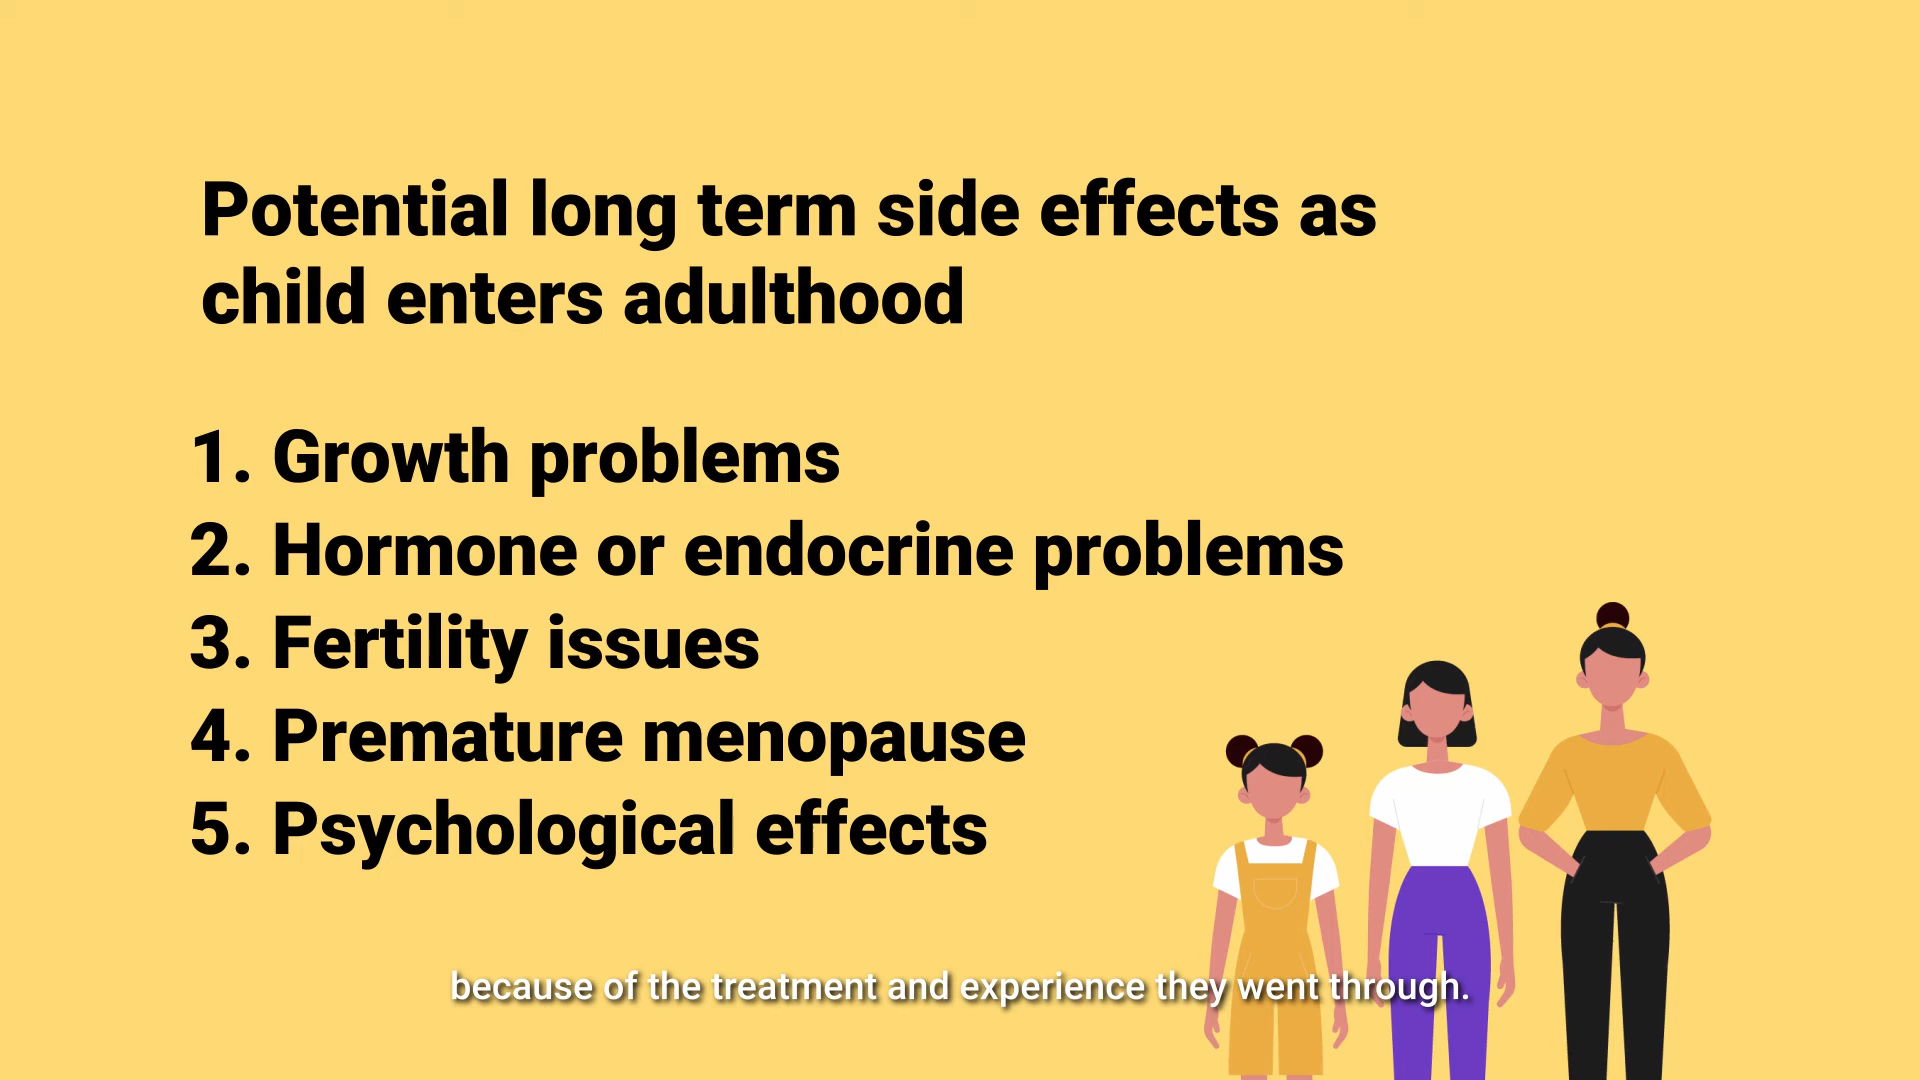 Potential long term side effects as
child enters adulthood
1. Growth problems
2. Hormone or endocrine problems
3. Fertility issues
4. Premature menopause
5. Psychological effects
because of the treatment and experience they went through.